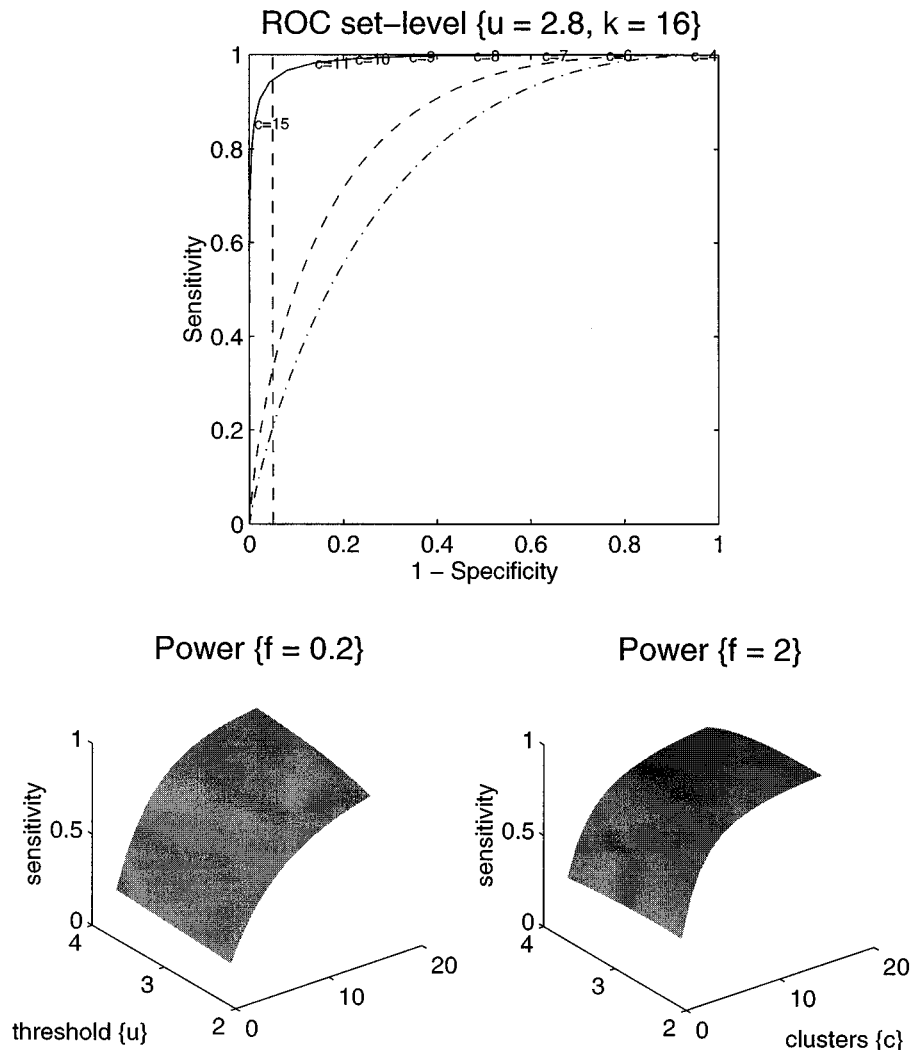 ROC set-level {u = 2.8, k = 16}
1
c=11 c=10 c=9 c=8 c=7 c=6 c=4
c=15
0.8
0.6
Sensitivity
0.4
0.2
0
0 0.2 0.4 0.6 0.8 1
1 - Specificity
Power {f = 0.2}
1
0.5
sensitivity
0
4
3
2
0
10
20
threshold {u}
Power {f = 2}
1
0.5
sensitivity
0
4
3
2
0
10
20
clusters {c}